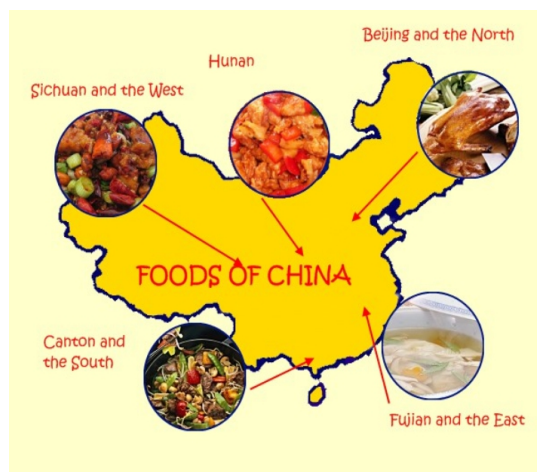 Beijing and the North
Hunan
Sichuan and the West
FOODS OF CHINA
Canton and
the South
Fujian and the East